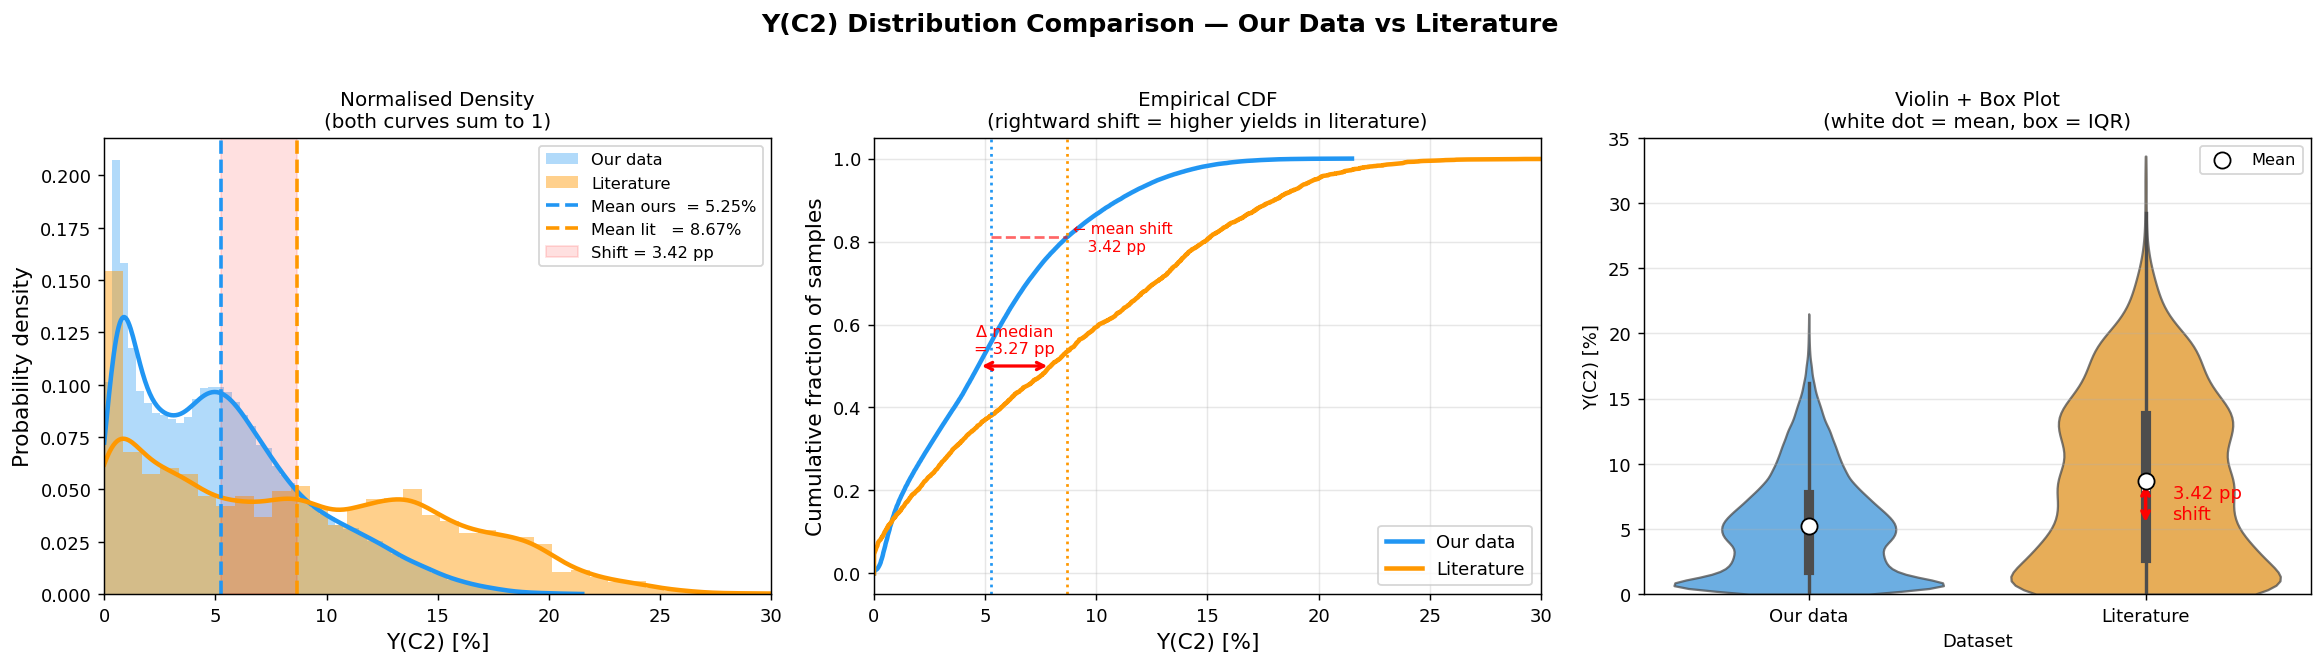 Y(C2) Distribution Comparison — Our Data vs Literature
Normalised Density
(both curves sum to 1)
Probability density
0.200
0.175
0.150
0.125
0.100
0.075
0.050
0.025
0.000
Our data
Literature
Mean ours = 5.25%
Mean lit = 8.67%
Shift = 3.42 pp
0 5 10 15 20 25 30
Y(C2) [%]
Empirical CDF
(rightward shift = higher yields in literature)
Cumulative fraction of samples
1.0
0.8
0.6
0.4
0.2
0.0
← mean shift
3.42 pp
Δ median
= 3.27 pp
Our data
Literature
0 5 10 15 20 25 30
Y(C2) [%]
Violin + Box Plot
(white dot = mean, box = IQR)
Y(C2) [%]
35
30
25
20
15
10
5
0
Mean
3.42 pp
shift
Our data Literature
Dataset